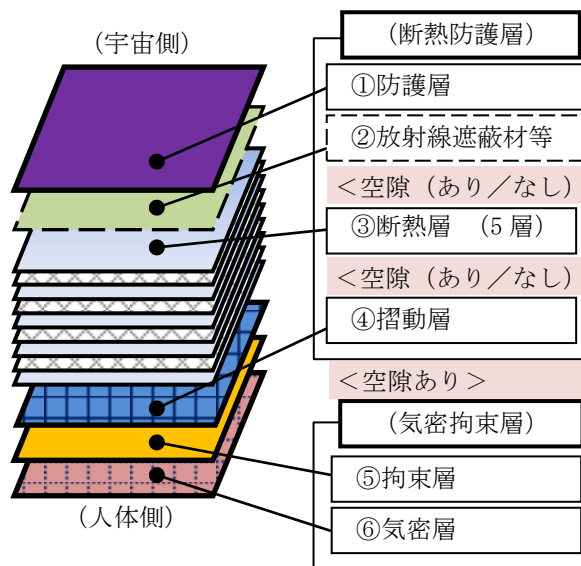 （宇宙側）
（断熱防護層）
①防護層
②放射線遮蔽材等
＜空隙（あり／なし）
③断熱層 （5 層）
＜空隙（あり／なし）
④摺動層
＜空隙あり＞
（気密拘束層）
⑤拘束層
⑥気密層
（人体側）